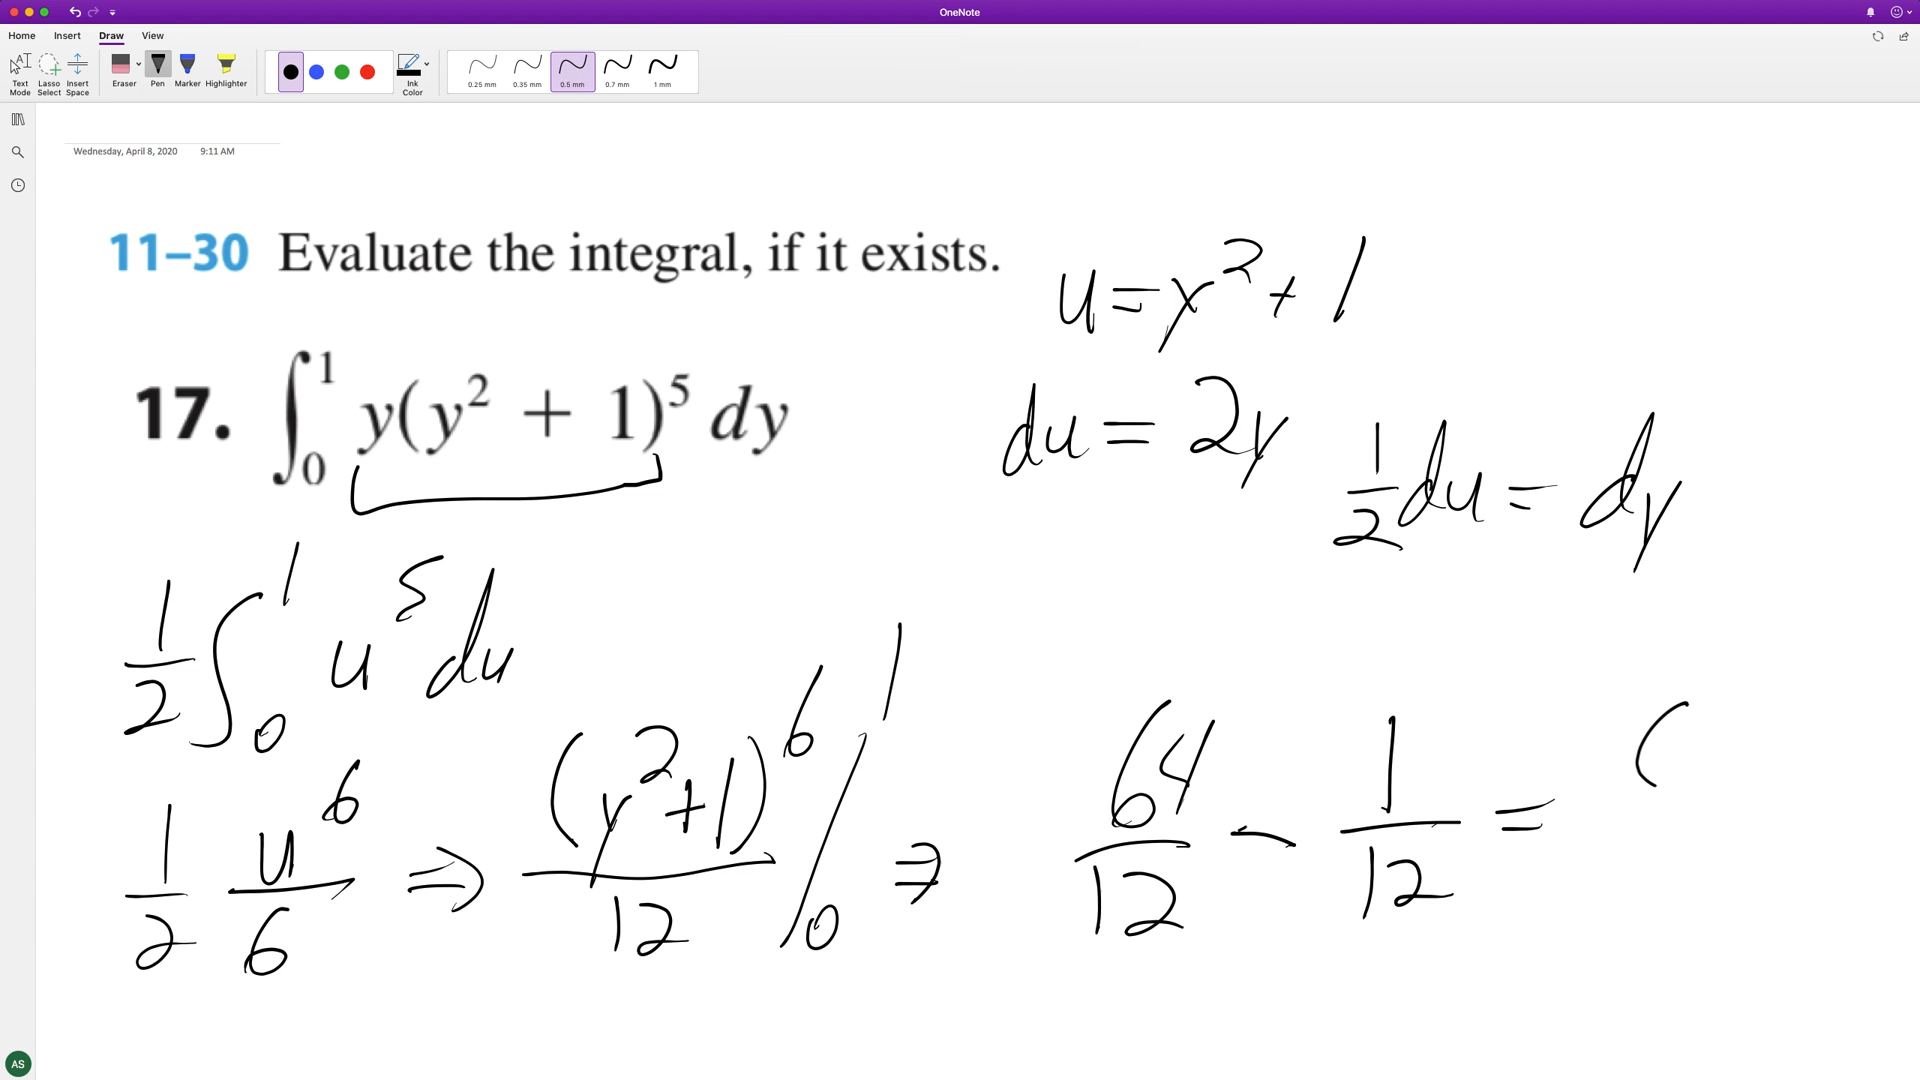 OneNote
Home Insert Draw View
Text Mode Lasso Select Insert Space Eraser Pen Marker Highlighter Ink Color 0.25 mm 0.35 mm 0.5 mm 0.7 mm 1 mm
Wednesday, April 8, 2020 9:11 AM
11–30 Evaluate the integral, if it exists.
u = x² + 1
17. ∫₀¹ y(y² + 1)⁵ dy
du = 2y
1/2 du = dy
1/2 ∫₀¹ u⁵ du
1/2 u⁶/6 ⇒ (y²+1)⁶/12 /₀¹ ⇒ 64/12 − 1/12 = (
AS